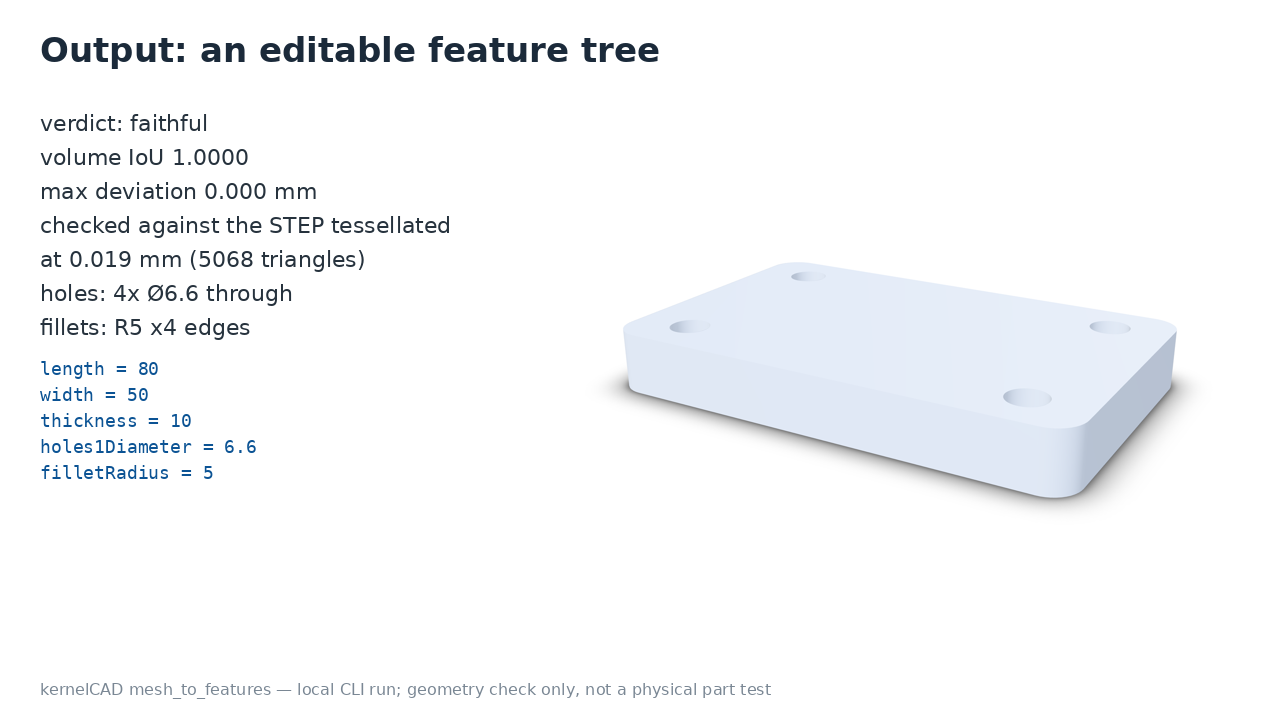 Output: an editable feature tree
verdict: faithful
volume IoU 1.0000
max deviation 0.000 mm
checked against the STEP tessellated
at 0.019 mm (5068 triangles)
holes: 4x Ø6.6 through
fillets: R5 x4 edges
length = 80
width = 50
thickness = 10
holes1Diameter = 6.6
filletRadius = 5
kernelCAD mesh_to_features — local CLI run; geometry check only, not a physical part test